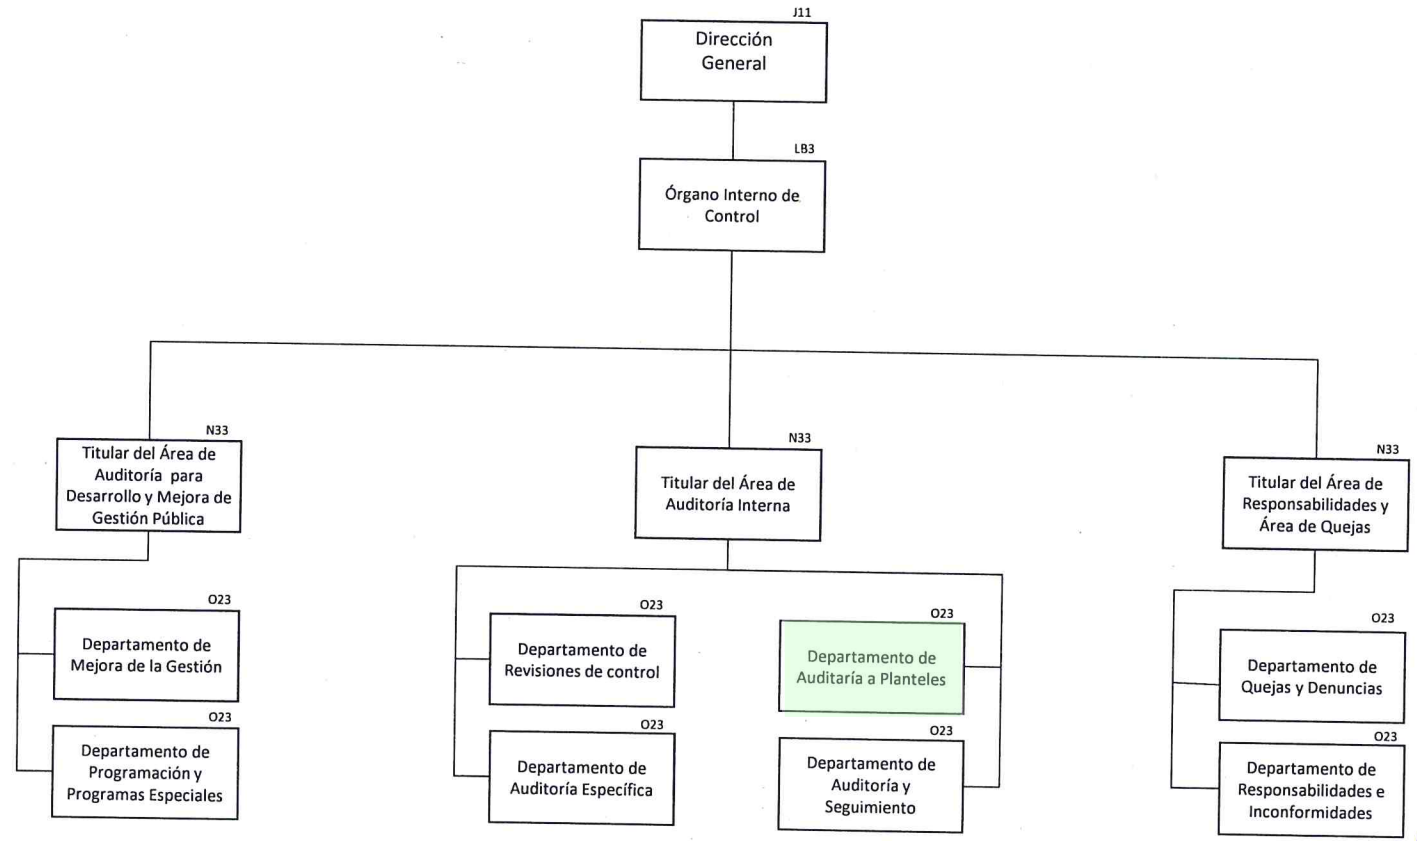 J11
Dirección
General
LB3
Órgano Interno de
Control
N33
Titular del Área de
Auditoría para
Desarrollo y Mejora de
Gestión Pública
N33
Titular del Área de
Auditoría Interna
N33
Titular del Área de
Responsabilidades y
Área de Quejas
O23
Departamento de
Mejora de la Gestión
O23
Departamento de
Programación y
Programas Especiales
O23
Departamento de
Revisiones de control
O23
Departamento de
Auditoría Específica
O23
Departamento de
Auditaría a Planteles
O23
Departamento de
Auditoría y
Seguimiento
O23
Departamento de
Quejas y Denuncias
O23
Departamento de
Responsabilidades e
Inconformidades